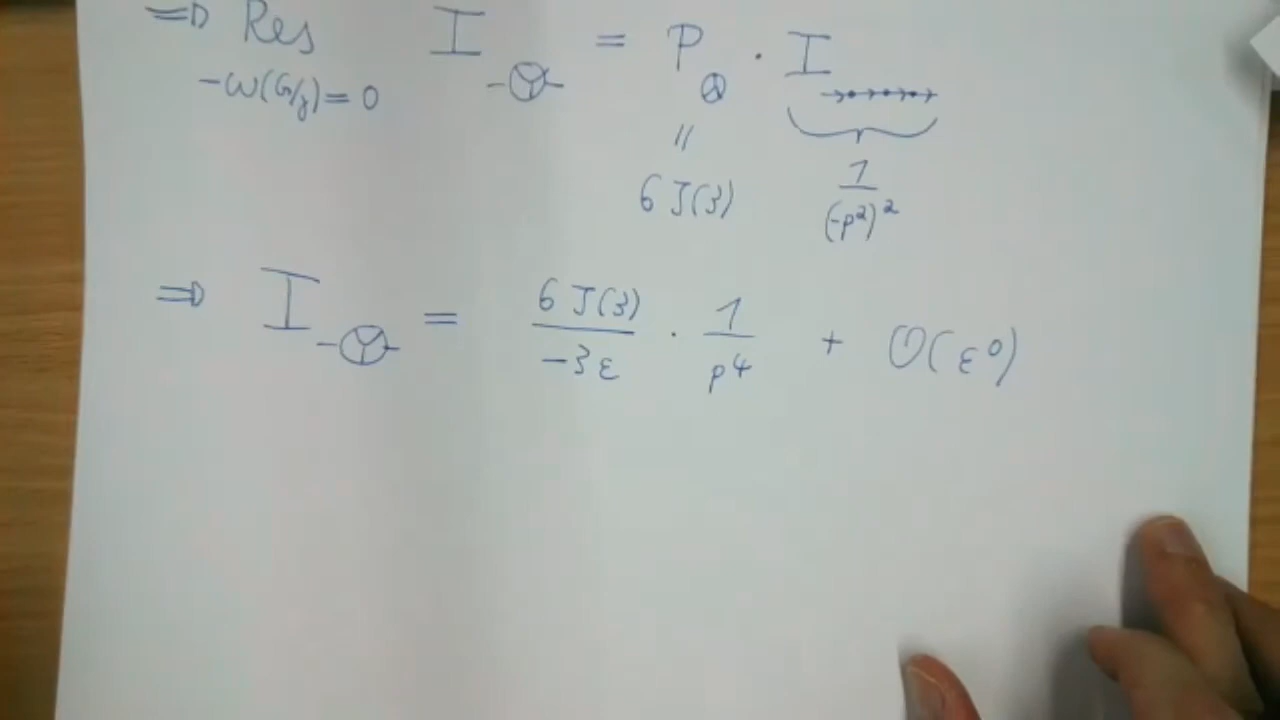 ⇒ Res I = P · I
-ω(G/γ)=0
"
6 ζ(3) 1/(-p²)²
⇒ I = 6 ζ(3)/-3ε · 1/p⁴ + O(ε⁰)